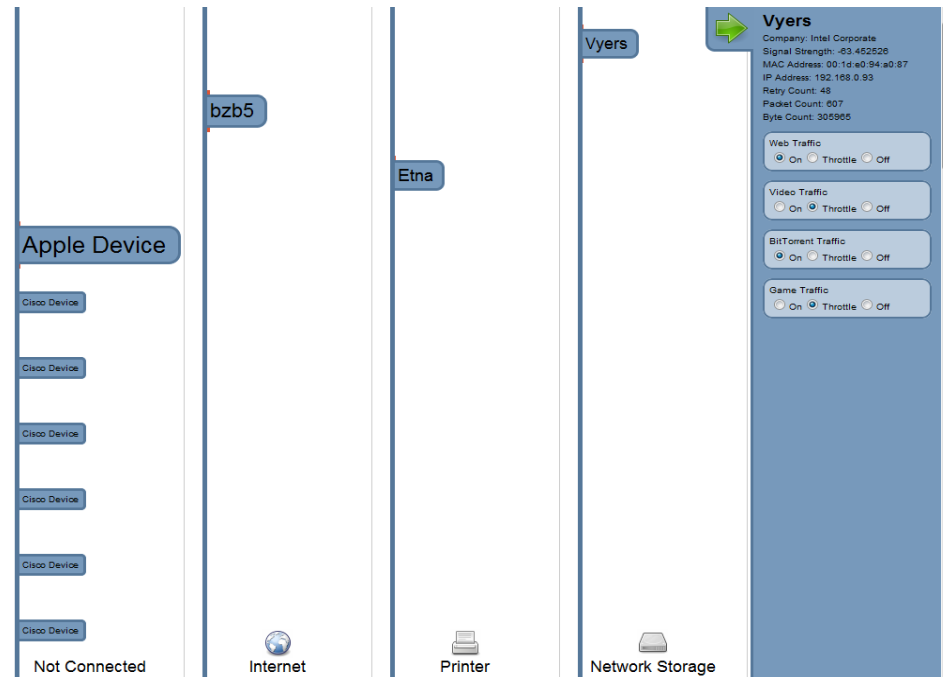 Vyers
bzb5
Etna
Apple Device
Cisco Device
Cisco Device
Cisco Device
Cisco Device
Cisco Device
Cisco Device
Not Connected
Internet
Printer
Network Storage
Vyers
Company: Intel Corporate
Signal Strength: -63.452526
MAC Address: 00:1d:e0:94:a0:87
IP Address: 192.168.0.93
Retry Count: 48
Packet Count: 607
Byte Count: 305965
Web Traffic
On Throttle Off
Video Traffic
On Throttle Off
BitTorrent Traffic
On Throttle Off
Game Traffic
On Throttle Off